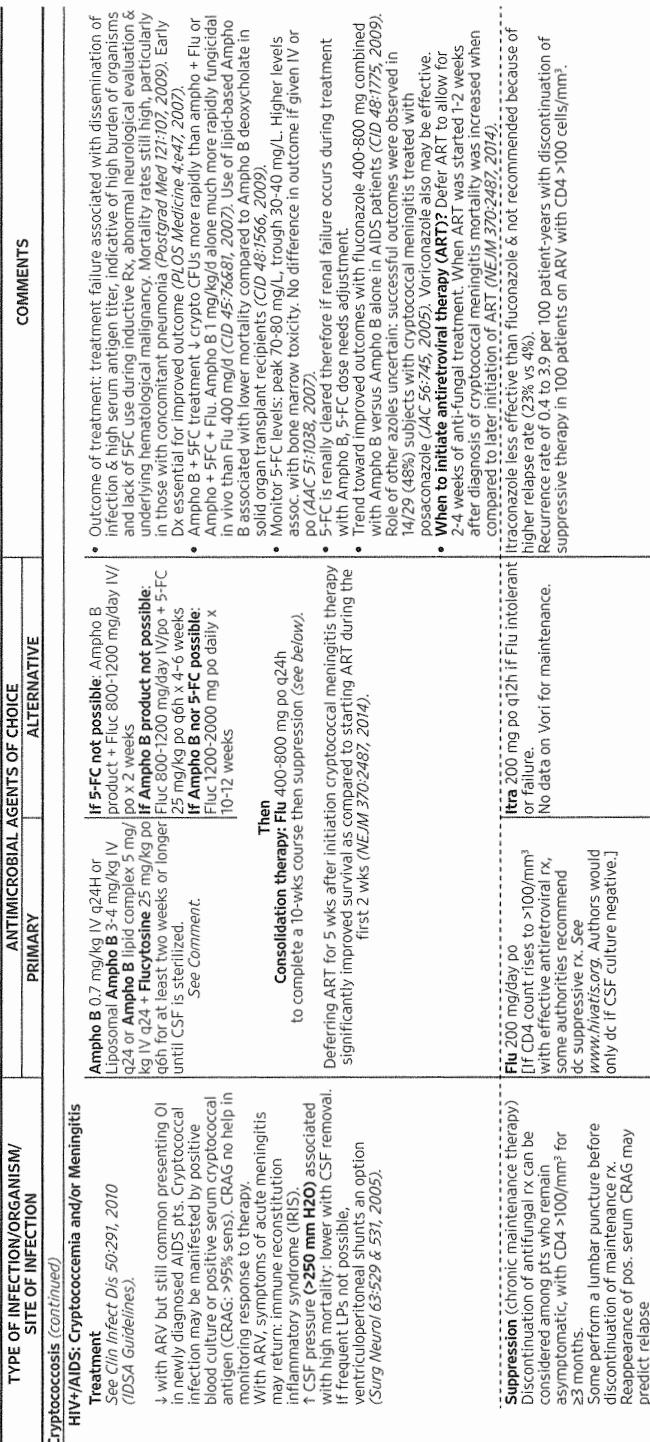 TYPE OF INFECTION/ORGANISM/
SITE OF INFECTION
ANTIMICROBIAL AGENTS OF CHOICE
PRIMARY
ALTERNATIVE
COMMENTS
Cryptococcosis (continued)
HIV+/AIDS: Cryptococcemia and/or Meningitis
Treatment
See Clin Infect Dis 50:291, 2010
(IDSA Guidelines).
↓ with ARV but still common presenting OI
in newly diagnosed AIDS pts. Cryptococcal
infection may be manifested by positive
blood culture or positive serum cryptococcal
antigen (CRAG: >95% sens). CRAG no help in
monitoring response to therapy.
With ARV, symptoms of acute meningitis
may return: immune reconstitution
inflammatory syndrome (IRIS).
↑ CSF pressure (>250 mm H2O) associated
with high mortality: lower with CSF removal.
If frequent LPs not possible,
ventriculoperitoneal shunts an option
(Surg Neurol 63:529 & 531, 2005).
Ampho B 0.7 mg/kg IV q24H or
Liposomal Ampho B 3-4 mg/kg IV
q24 or Ampho B lipid complex 5 mg/
kg IV q24 + Flucytosine 25 mg/kg po
q6h for at least two weeks or longer
until CSF is sterilized.
See Comment.
If 5-FC not possible: Ampho B
product + Fluc 800-1200 mg/day IV/
po x 2 weeks
If Ampho B product not possible:
Fluc 800-1200 mg/day IV/po + 5-FC
25 mg/kg po q6h x 4-6 weeks
If Ampho B nor 5-FC possible:
Fluc 1200-2000 mg po daily x
10-12 weeks
Then
Consolidation therapy: Flu 400-800 mg po q24h
to complete a 10-wks course then suppression (see below).
Deferring ART for 5 wks after initiation cryptococcal meningitis therapy
significantly improved survival as compared to starting ART during the
first 2 wks (NEJM 370:2487, 2014).
• Outcome of treatment: treatment failure associated with dissemination of
infection & high serum antigen titer, indicative of high burden of organisms
and lack of 5FC use during inductive Rx, abnormal neurological evaluation &
underlying hematological malignancy. Mortality rates still high, particularly
in those with concomitant pneumonia (Postgrad Med 121:107, 2009). Early
Dx essential for improved outcome (PLOS Medicine 4:e47, 2007).
• Ampho B + 5FC treatment ↓ crypto CFUs more rapidly than ampho + Flu or
Ampho + 5FC + Flu. Ampho B 1 mg/kg/d alone much more rapidly fungicidal
in vivo than Flu 400 mg/d (CID 45:76&81, 2007). Use of lipid-based Ampho
B associated with lower mortality compared to Ampho B deoxycholate in
solid organ transplant recipients (CID 48:1566, 2009).
• Monitor 5-FC levels: peak 70-80 mg/L, trough 30-40 mg/L. Higher levels
assoc. with bone marrow toxicity. No difference in outcome if given IV or
po (AAC 51:1038, 2007).
• 5-FC is renally cleared therefore if renal failure occurs during treatment
with Ampho B, 5-FC dose needs adjustment.
• Trend toward improved outcomes with fluconazole 400-800 mg combined
with Ampho B versus Ampho B alone in AIDS patients (CID 48:1775, 2009).
Role of other azoles uncertain: successful outcomes were observed in
14/29 (48%) subjects with cryptococcal meningitis treated with
posaconazole (JAC 56:745, 2005). Voriconazole also may be effective.
• When to initiate antiretroviral therapy (ART)? Defer ART to allow for
2-4 weeks of anti-fungal treatment. When ART was started 1-2 weeks
after diagnosis of cryptococcal meningitis mortality was increased when
compared to later initiation of ART (NEJM 370:2487, 2014).
Suppression (chronic maintenance therapy)
Discontinuation of antifungal rx can be
considered among pts who remain
asymptomatic, with CD4 >100/mm³ for
≥3 months.
Some perform a lumbar puncture before
discontinuation of maintenance rx.
Reappearance of pos. serum CRAG may
predict relapse
Flu 200 mg/day po
[If CD4 count rises to >100/mm³
with effective antiretroviral rx,
some authorities recommend
dc suppressive rx. See
www.hivatis.org. Authors would
only dc if CSF culture negative.]
Itra 200 mg po q12h if Flu intolerant
or failure.
No data on Vori for maintenance.
Itraconazole less effective than fluconazole & not recommended because of
higher relapse rate (23% vs 4%).
Recurrence rate of 0.4 to 3.9 per 100 patient-years with discontinuation of
suppressive therapy in 100 patients on ARV with CD4 >100 cells/mm³.